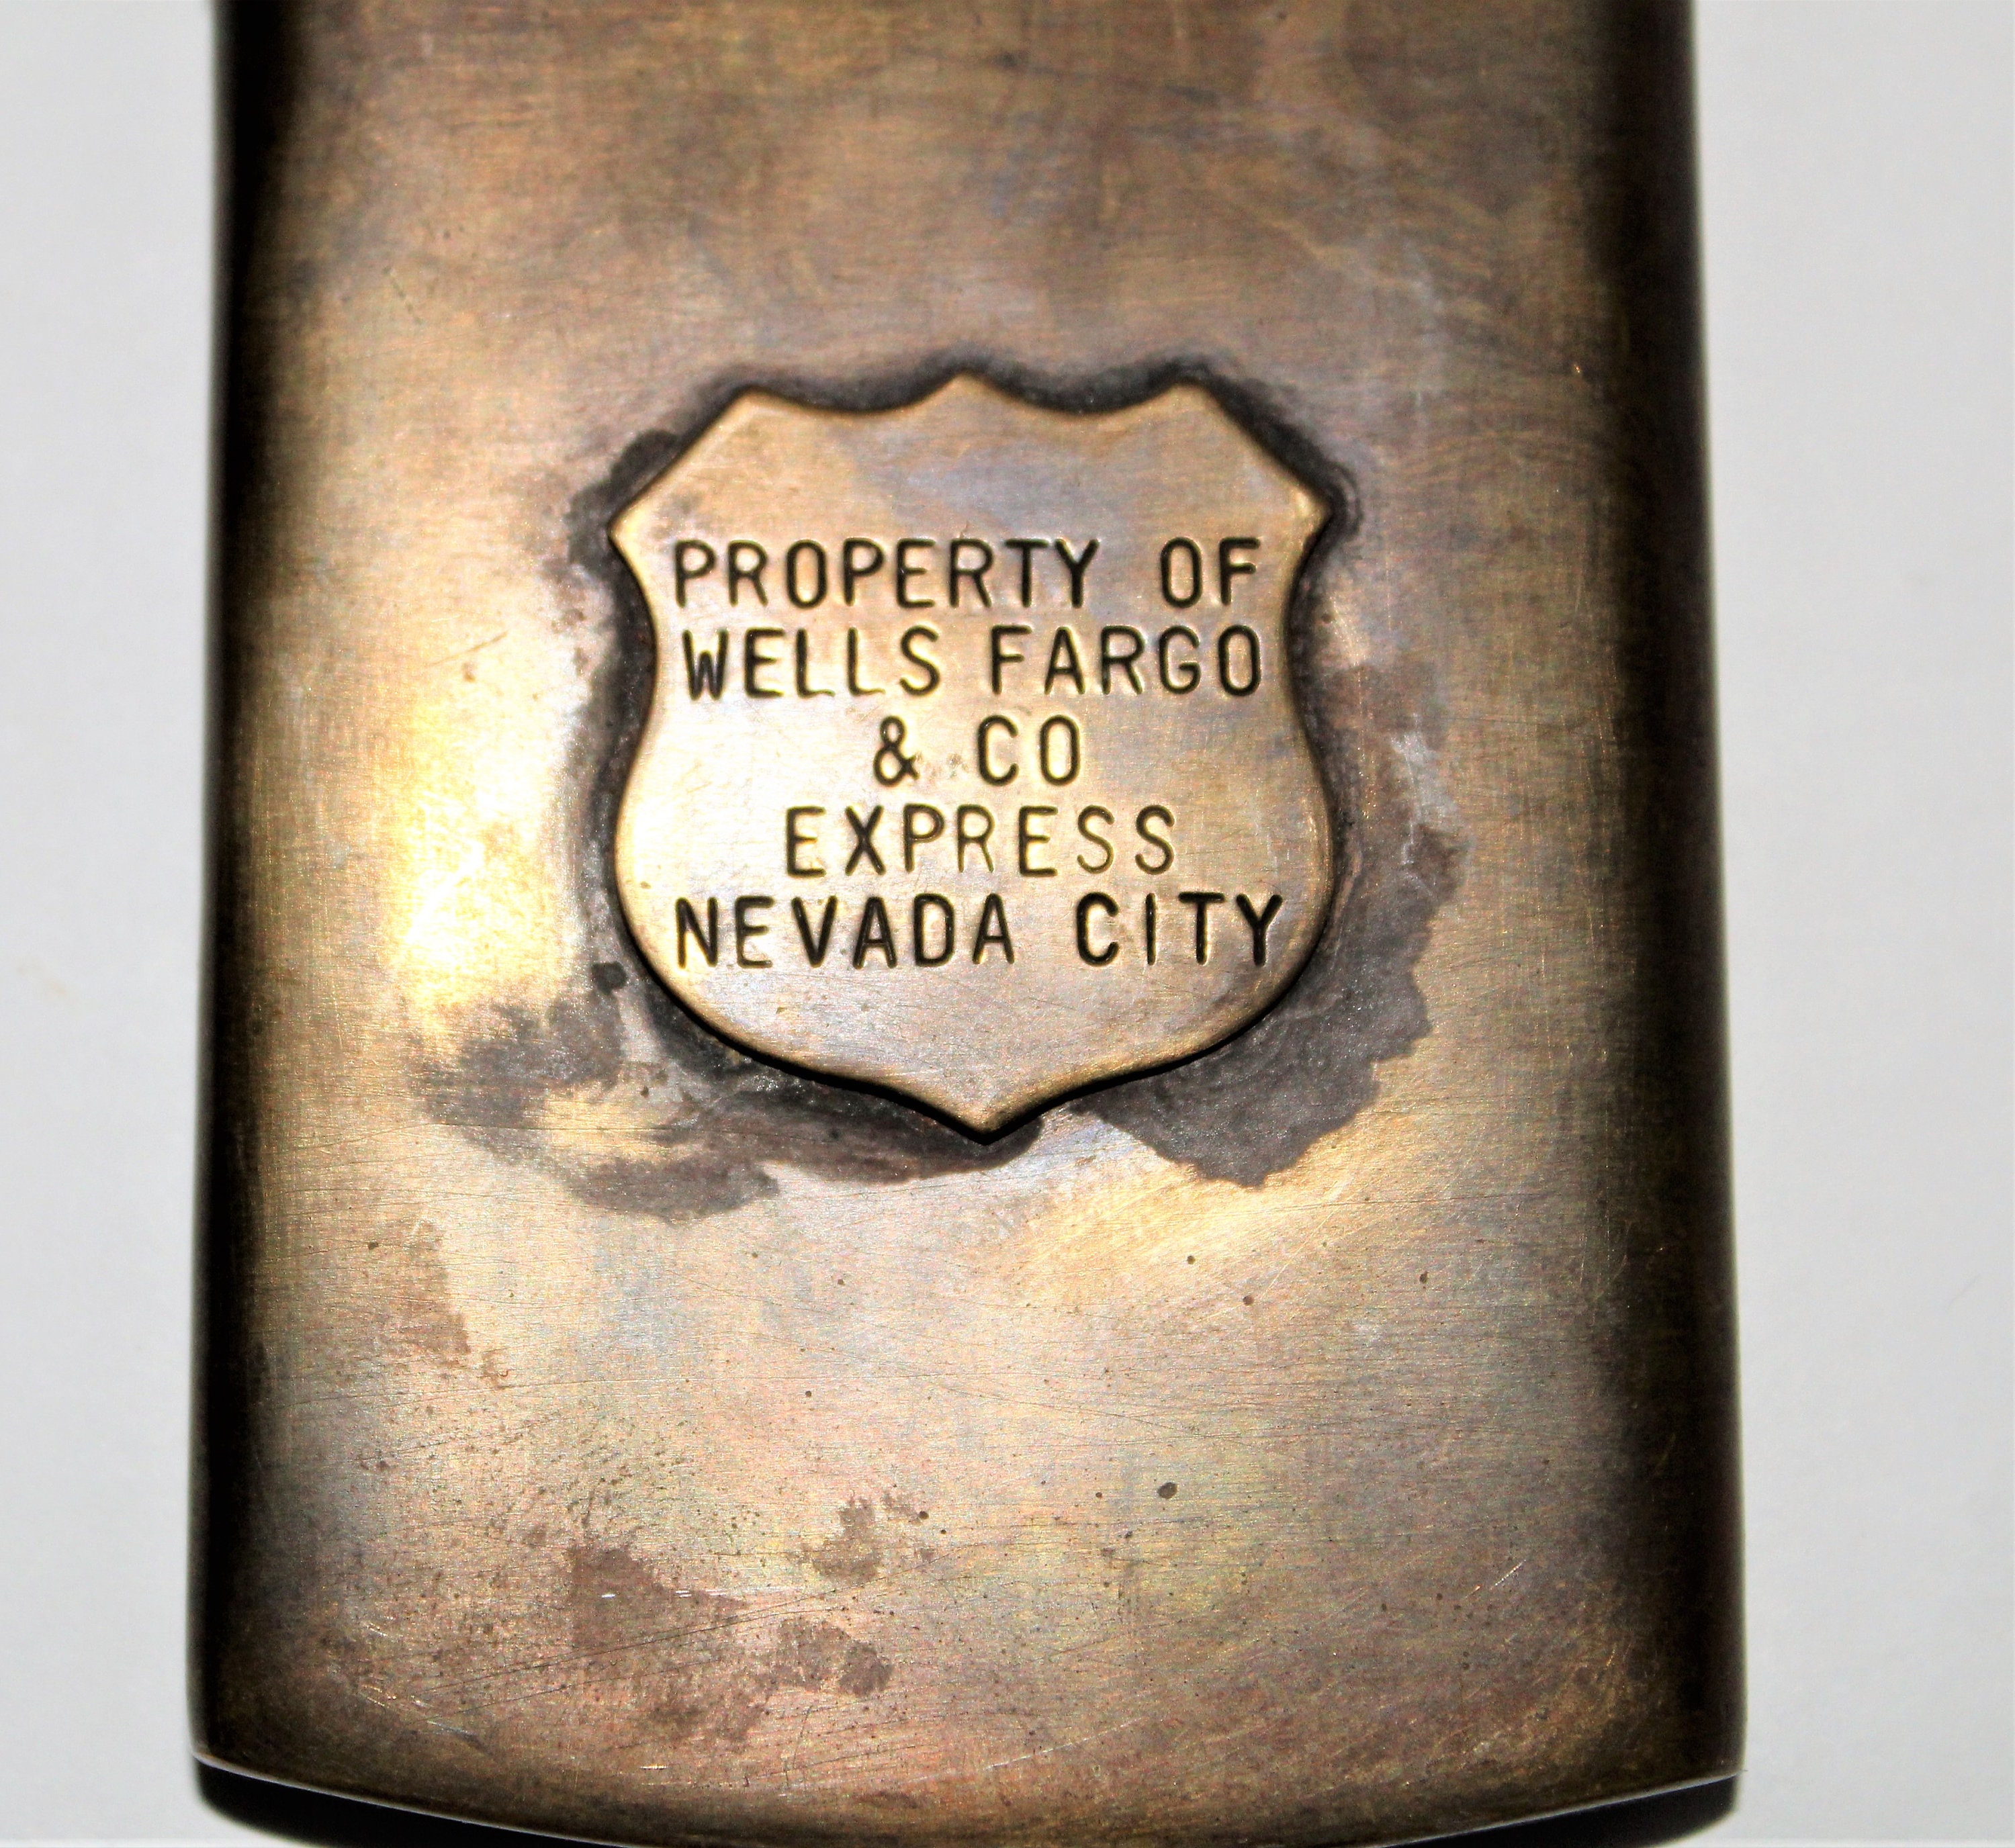 PROPERTY OF
WELLS FARGO
& CO
EXPRESS
NEVADA CITY